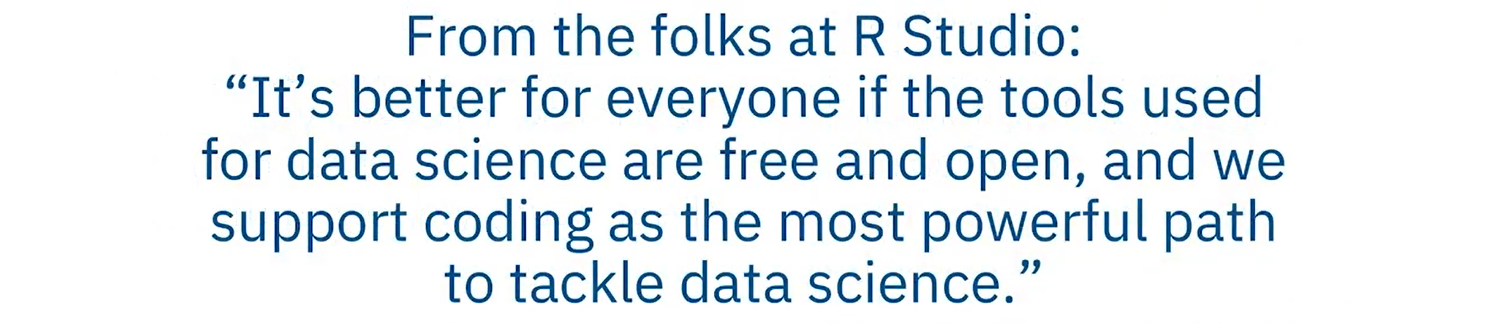 From the folks at R Studio:
“It’s better for everyone if the tools used
for data science are free and open, and we
support coding as the most powerful path
to tackle data science.”